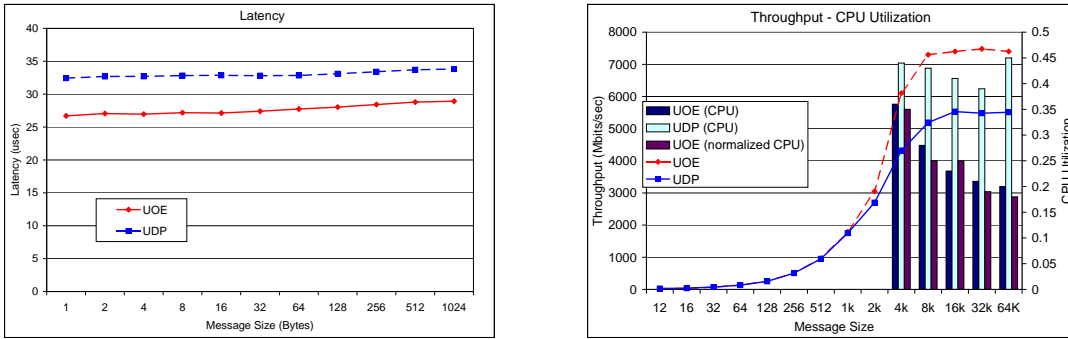 Latency
40
35
30
25
20
15
10
5
0
Latency (usec)
UOE
UDP
1 2 4 8 16 32 64 128 256 512 1024
Message Size (Bytes)
Throughput - CPU Utilization
8000
7000
6000
5000
4000
3000
2000
1000
0
Throughput (Mbits/sec)
UOE (CPU)
UDP (CPU)
UOE (normalized CPU)
UOE
UDP
0.5
0.45
0.4
0.35
0.3
0.25
0.2
0.15
0.1
0.05
0
CPU Utilization
12 16 32 64 128 256 512 1k 2k 4k 8k 16k 32k 64K
Message Size